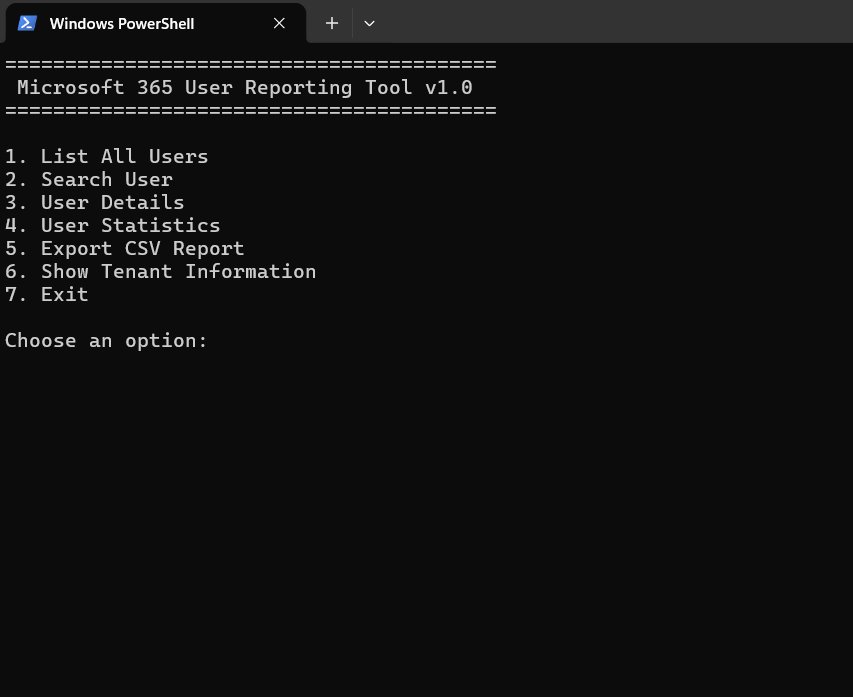 Windows PowerShell
=========================================
Microsoft 365 User Reporting Tool v1.0
=========================================
1. List All Users
2. Search User
3. User Details
4. User Statistics
5. Export CSV Report
6. Show Tenant Information
7. Exit
Choose an option: